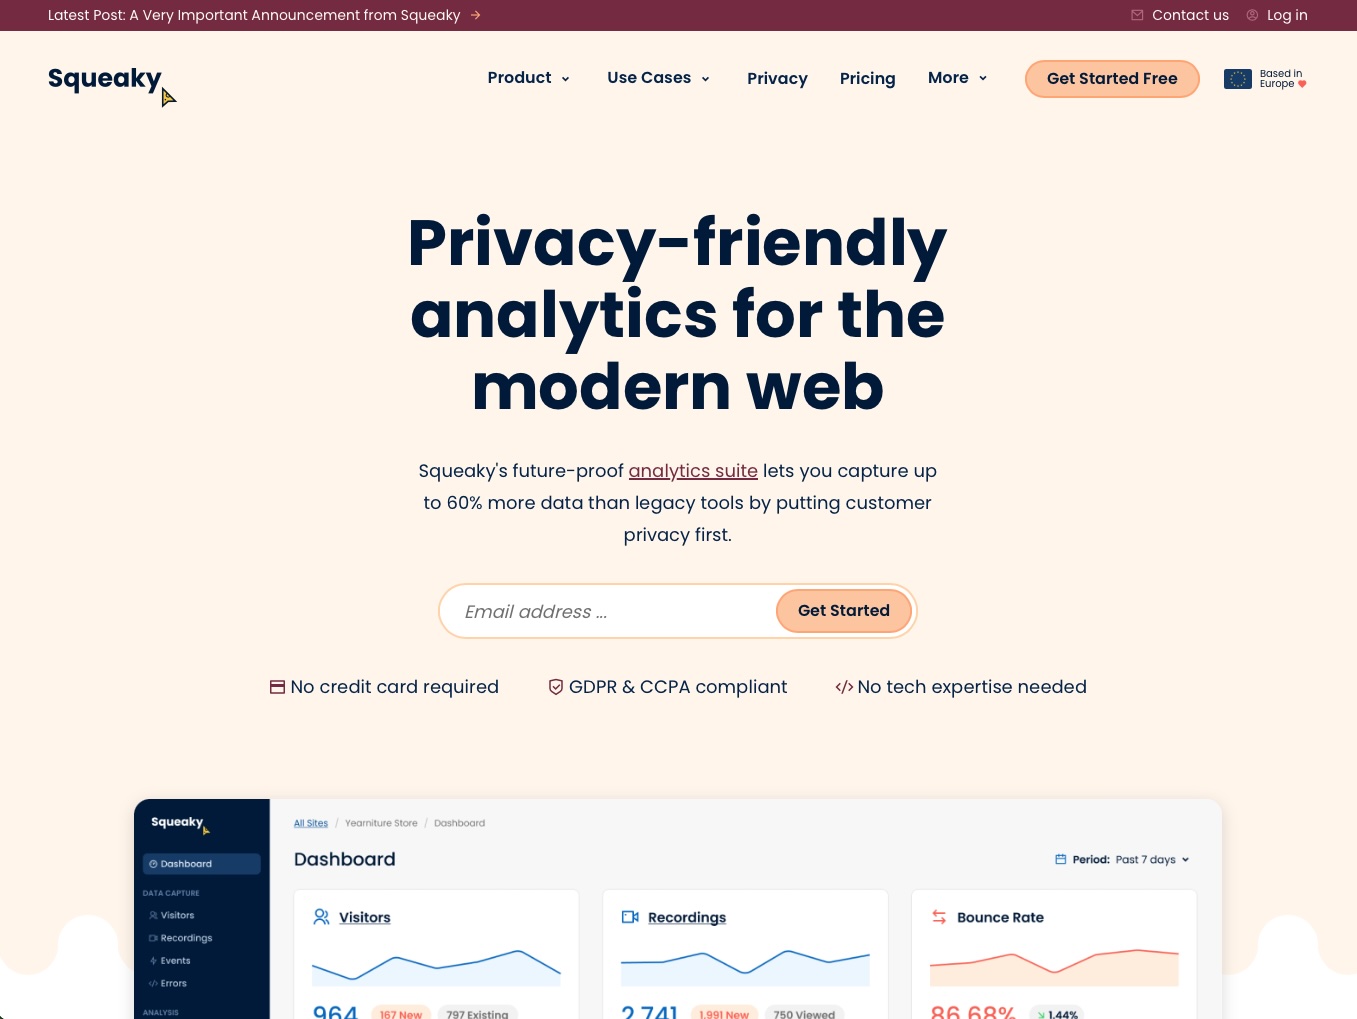 Latest Post: A Very Important Announcement from Squeaky →
Contact us
Log in
Squeaky
Product
Use Cases
Privacy
Pricing
More
Get Started Free
Based in
Europe
Privacy-friendly
analytics for the
modern web
Squeaky's future-proof analytics suite lets you capture up
to 60% more data than legacy tools by putting customer
privacy first.
Email address ...
Get Started
No credit card required
GDPR & CCPA compliant
No tech expertise needed
Squeaky
All Sites / Yearniture Store / Dashboard
Dashboard
Dashboard
Period: Past 7 days
DATA CAPTURE
Visitors
Recordings
Events
Errors
ANALYSIS
Visitors
964
167 New
797 Existing
Recordings
2,741
1,991 New
750 Viewed
Bounce Rate
86.68%
1.44%